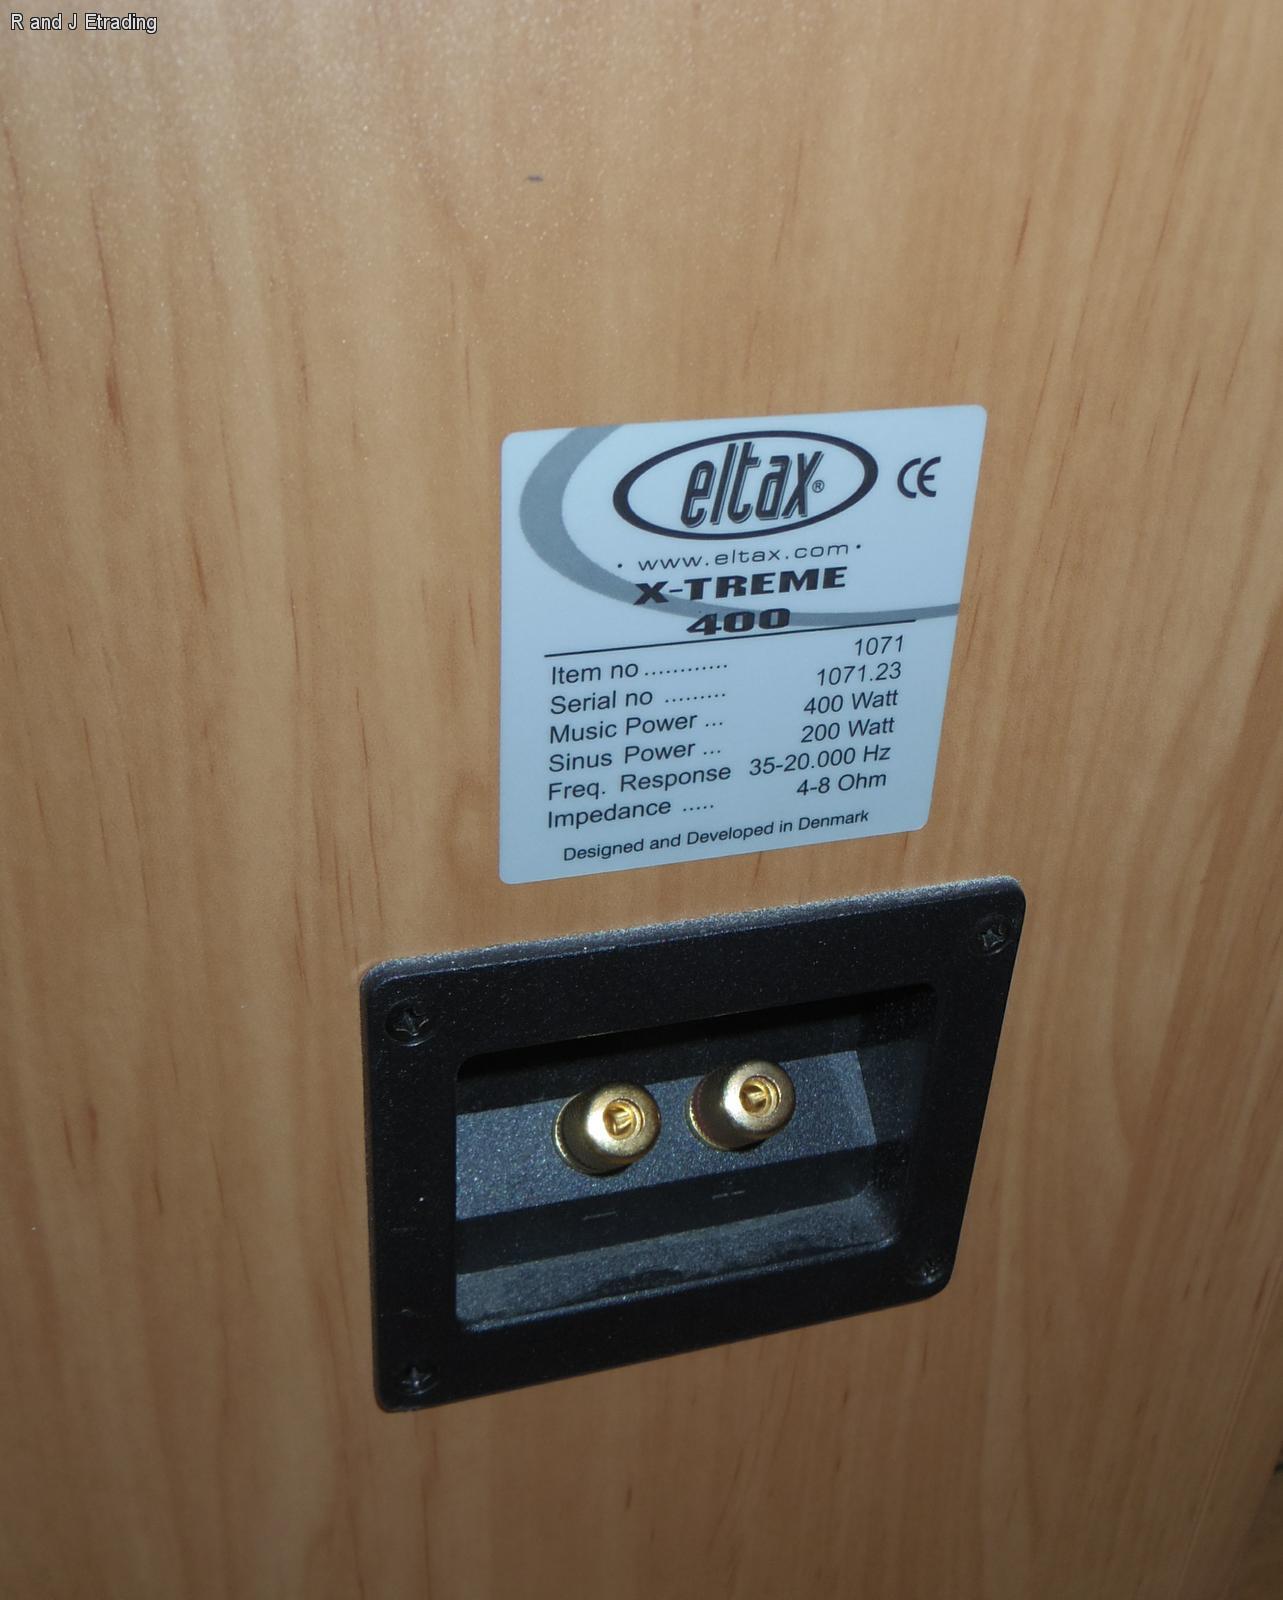 R and J Etrading
eltax®
CE
• www.eltax.com •
X-TREME
400
Item no ............ 1071
Serial no ......... 1071.23
Music Power ... 400 Watt
Sinus Power ... 200 Watt
Freq. Response 35-20.000 Hz
Impedance ..... 4-8 Ohm
Designed and Developed in Denmark
− +